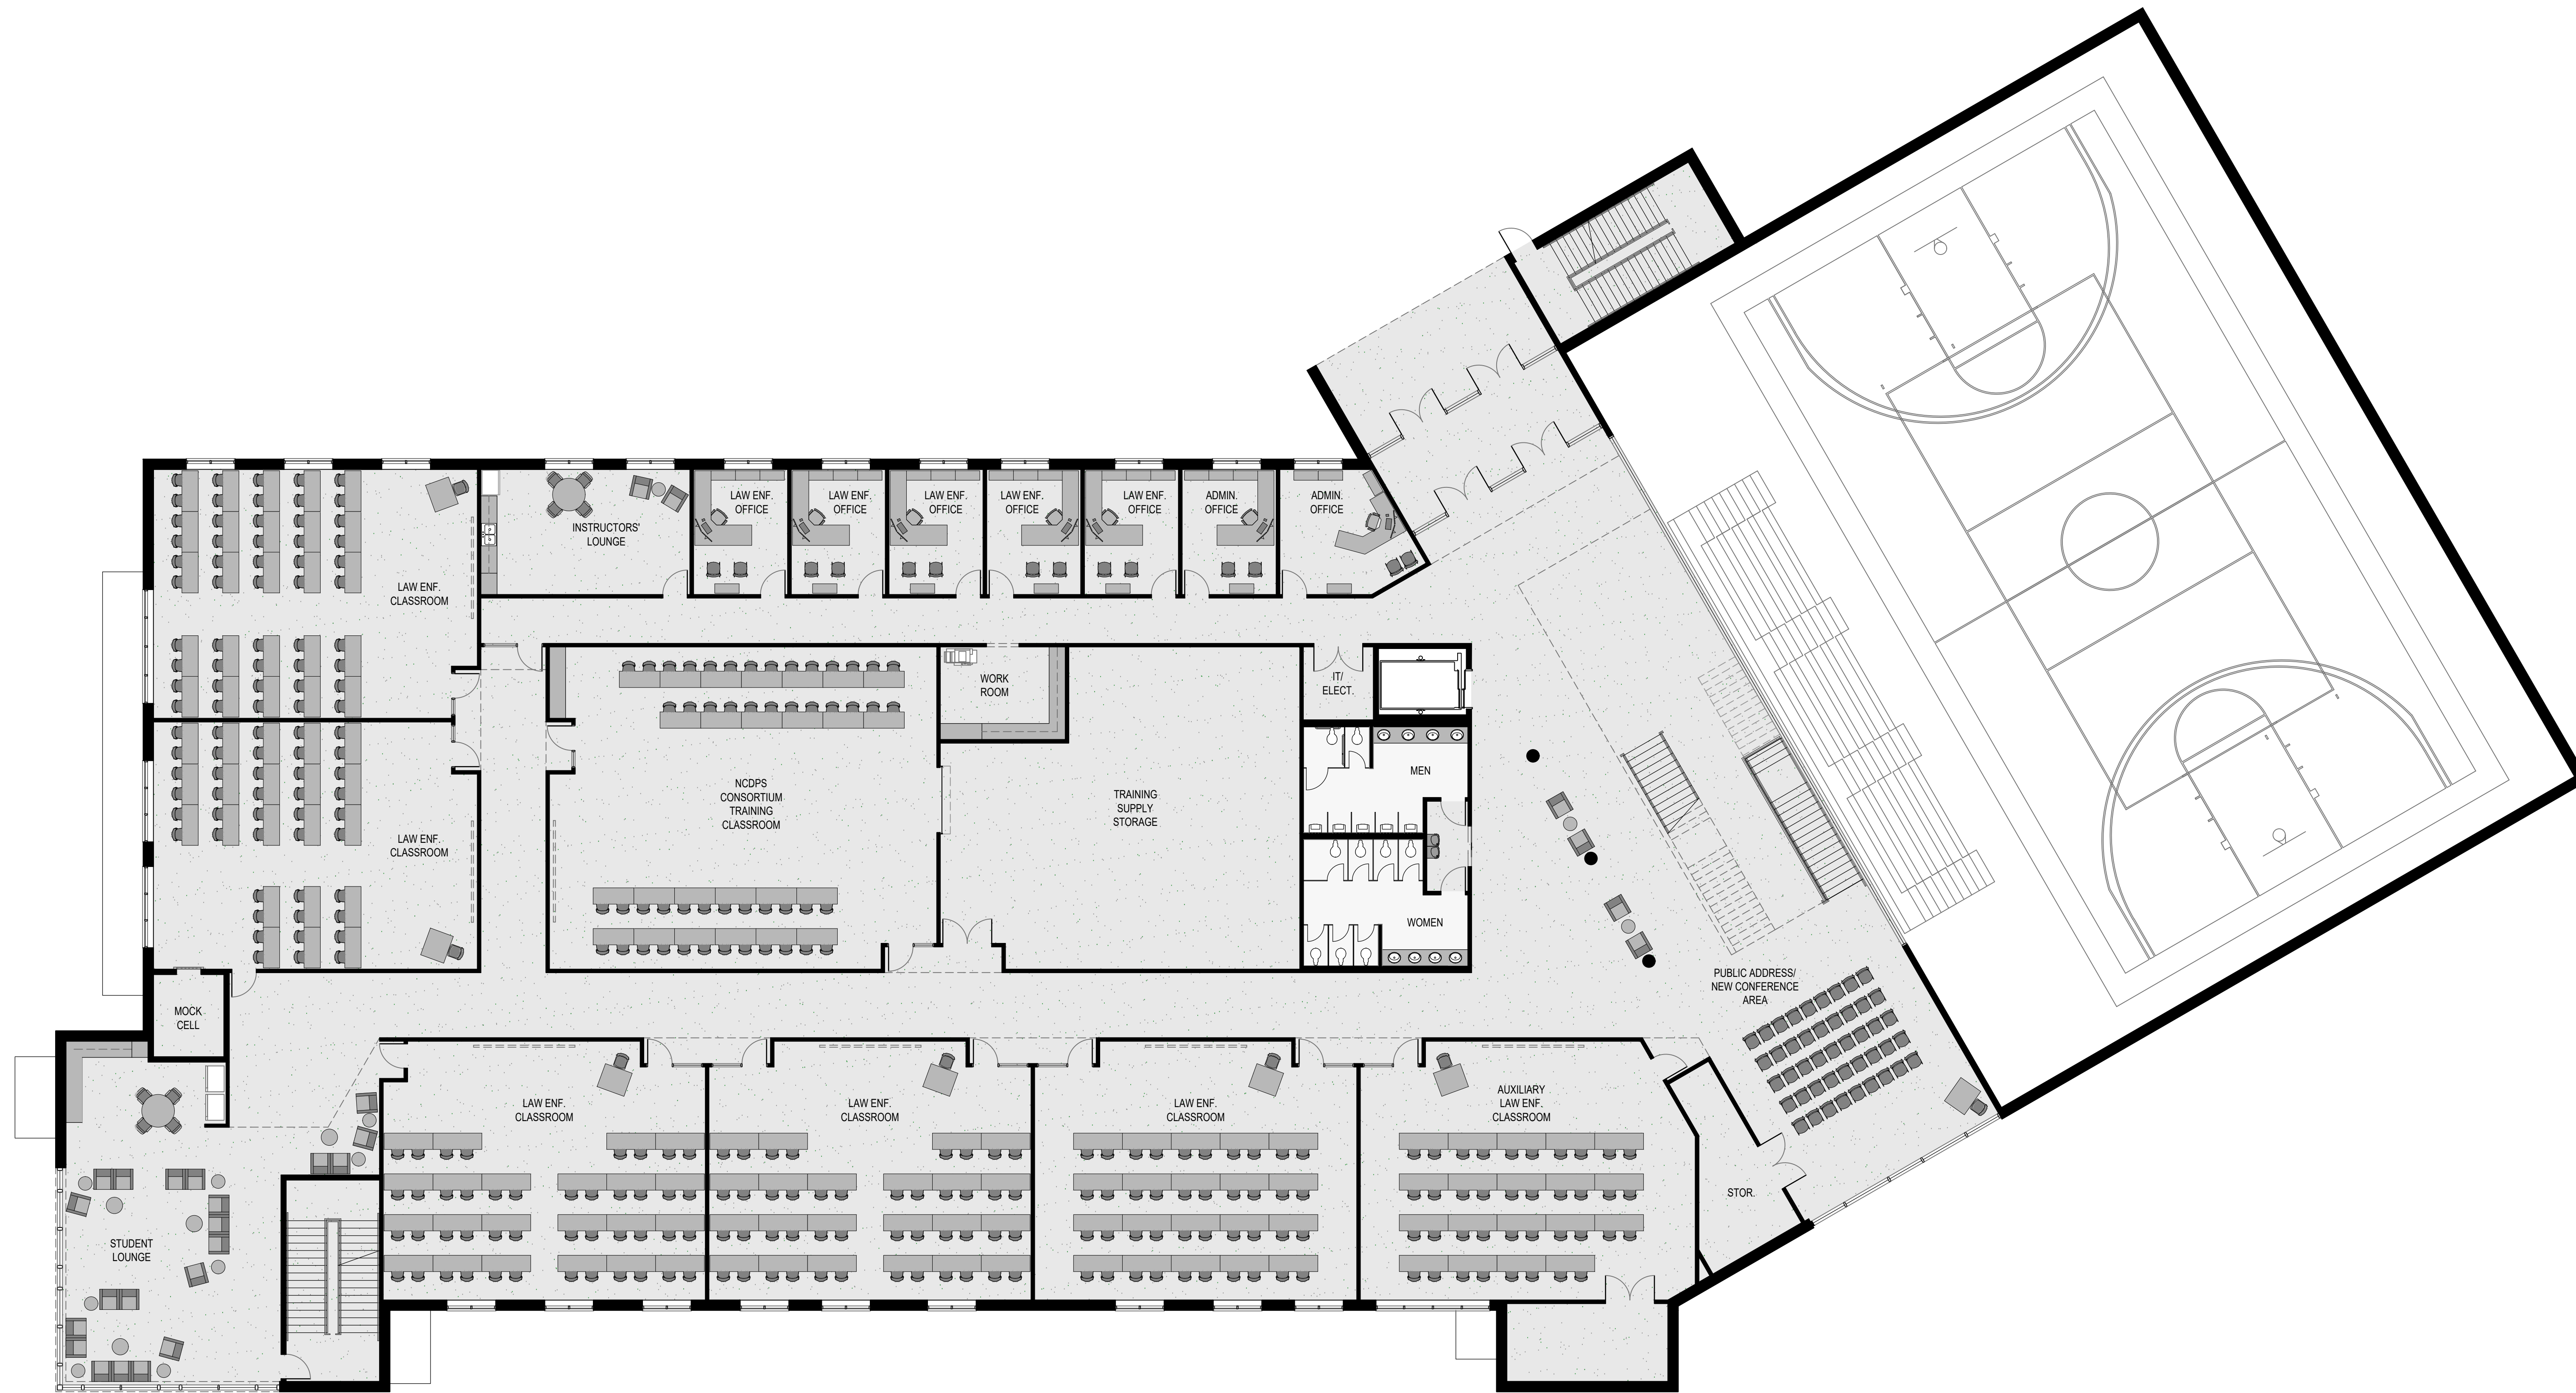 LAW ENF.
OFFICE
LAW ENF.
OFFICE
LAW ENF.
OFFICE
LAW ENF.
OFFICE
LAW ENF.
OFFICE
ADMIN.
OFFICE
ADMIN.
OFFICE
INSTRUCTORS'
LOUNGE
LAW ENF.
CLASSROOM
WORK
ROOM
IT/
ELECT.
MEN
NCDPS
CONSORTIUM
TRAINING
CLASSROOM
TRAINING
SUPPLY
STORAGE
LAW ENF.
CLASSROOM
WOMEN
PUBLIC ADDRESS/
NEW CONFERENCE
AREA
MOCK
CELL
LAW ENF.
CLASSROOM
LAW ENF.
CLASSROOM
LAW ENF.
CLASSROOM
AUXILIARY
LAW ENF.
CLASSROOM
STOR.
STUDENT
LOUNGE